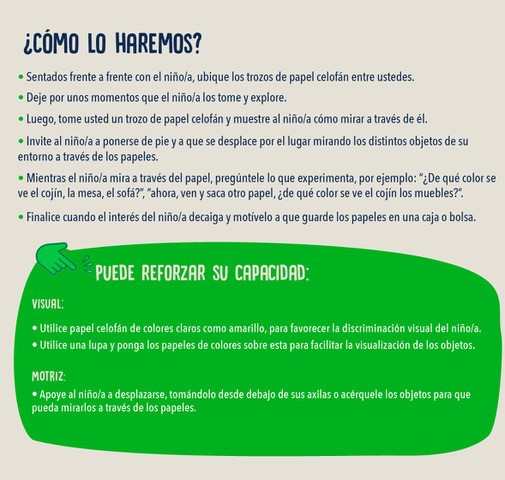 ¿CÓMO LO HAREMOS?
• Sentados frente a frente con el niño/a, ubique los trozos de papel celofán entre ustedes.
• Deje por unos momentos que el niño/a los tome y explore.
• Luego, tome usted un trozo de papel celofán y muestre al niño/a cómo mirar a través de él.
• Invite al niño/a a ponerse de pie y a que se desplace por el lugar mirando los distintos objetos de su
entorno a través de los papeles.
• Mientras el niño/a mira a través del papel, pregúntele lo que experimenta, por ejemplo: “¿De qué color se
ve el cojín, la mesa, el sofá?”, “ahora, ven y saca otro papel, ¿de qué color se ve el cojín los muebles?”.
• Finalice cuando el interés del niño/a decaiga y motívelo a que guarde los papeles en una caja o bolsa.
PUEDE REFORZAR SU CAPACIDAD:
VISUAL:
• Utilice papel celofán de colores claros como amarillo, para favorecer la discriminación visual del niño/a.
• Utilice una lupa y ponga los papeles de colores sobre esta para facilitar la visualización de los objetos.
MOTRIZ:
• Apoye al niño/a a desplazarse, tomándolo desde debajo de sus axilas o acérquele los objetos para que
pueda mirarlos a través de los papeles.